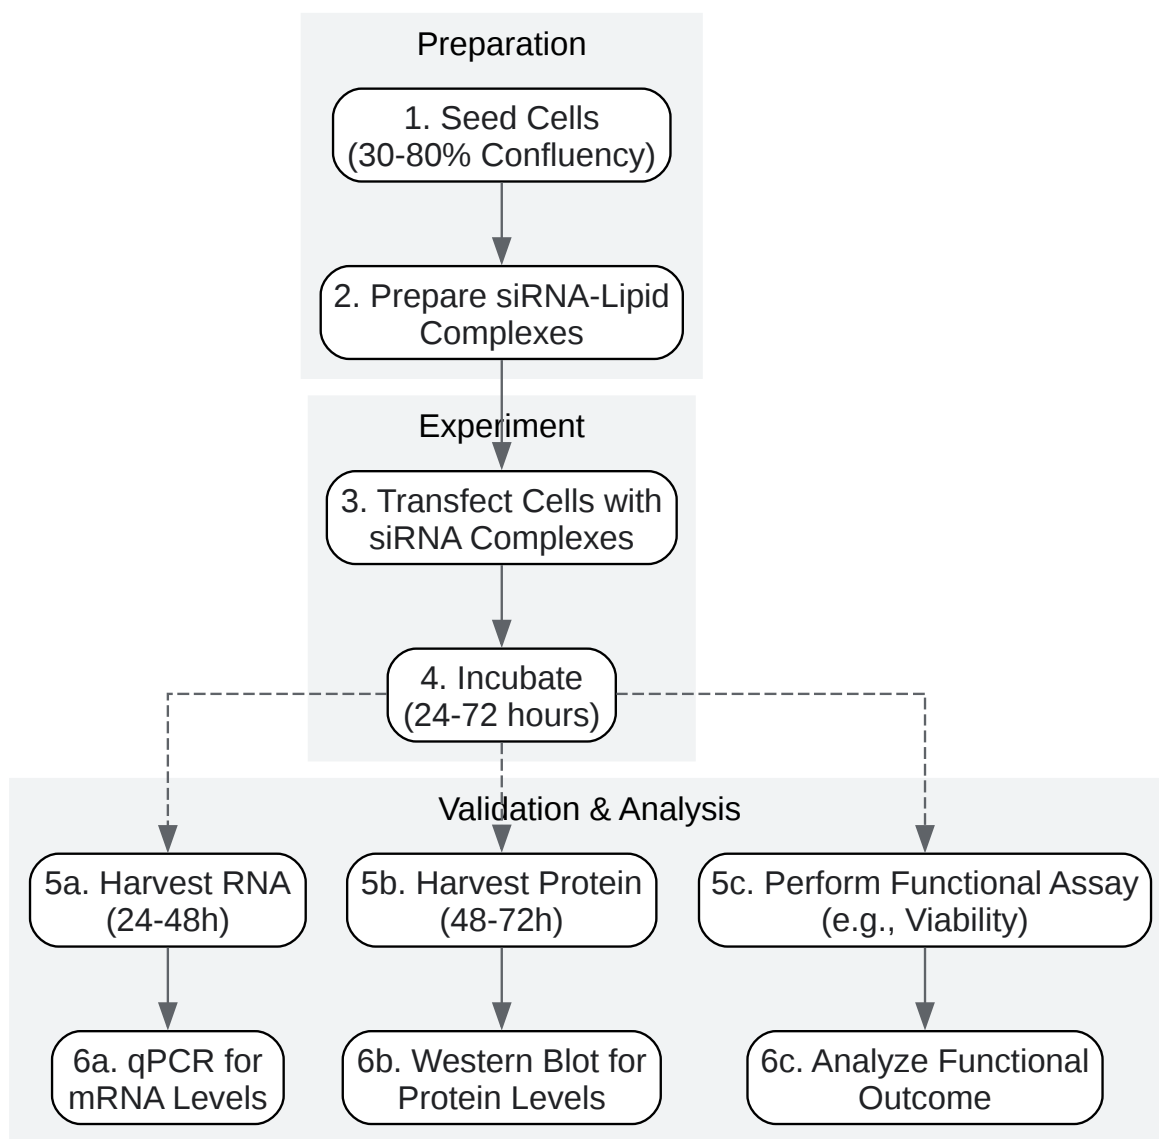 Preparation
1. Seed Cells
(30-80% Confluency)
2. Prepare siRNA-Lipid
Complexes
Experiment
3. Transfect Cells with
siRNA Complexes
4. Incubate
(24-72 hours)
Validation & Analysis
5a. Harvest RNA
(24-48h)
5b. Harvest Protein
(48-72h)
5c. Perform Functional Assay
(e.g., Viability)
6a. qPCR for
mRNA Levels
6b. Western Blot for
Protein Levels
6c. Analyze Functional
Outcome